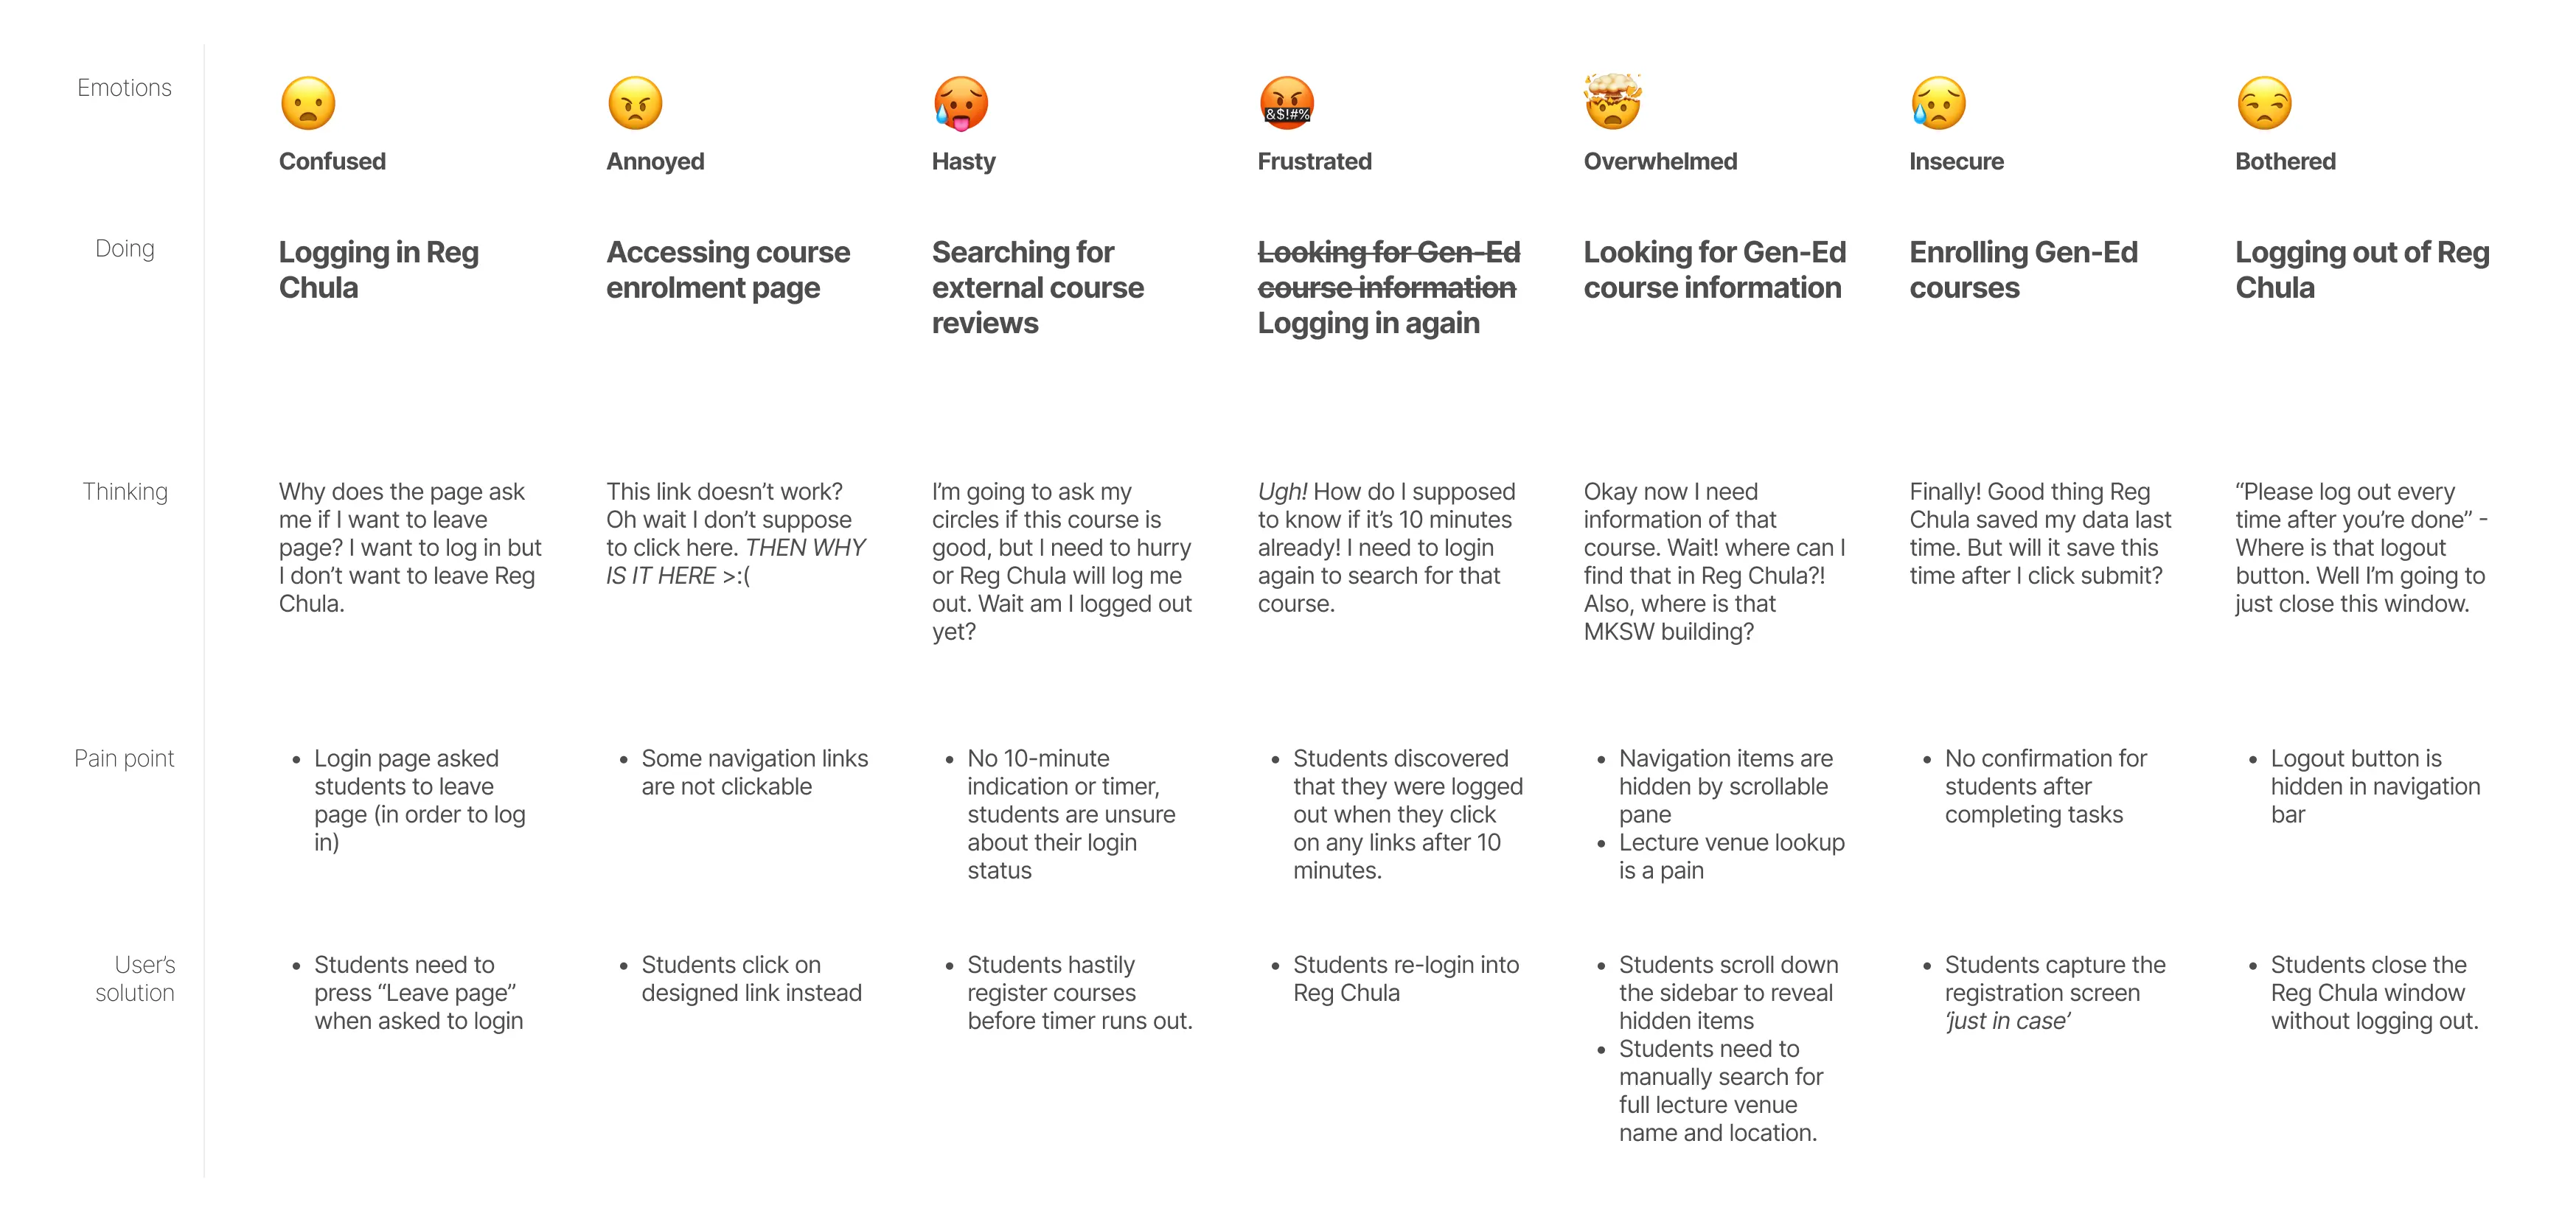 Emotions
&$!#%
Confused
Annoyed
Hasty
Frustrated
Overwhelmed
Insecure
Bothered
Doing
Logging in Reg
Chula
Accessing course
enrolment page
Searching for
external course
reviews
Looking for Gen-Ed
course information
Logging in again
Looking for Gen-Ed
course information
Enrolling Gen-Ed
courses
Logging out of Reg
Chula
Thinking
Why does the page ask
me if I want to leave
page? I want to log in but
I don’t want to leave Reg
Chula.
This link doesn’t work?
Oh wait I don’t suppose
to click here. THEN WHY
IS IT HERE >:(
I’m going to ask my
circles if this course is
good, but I need to hurry
or Reg Chula will log me
out. Wait am I logged out
yet?
Ugh! How do I supposed
to know if it’s 10 minutes
already! I need to login
again to search for that
course.
Okay now I need
information of that
course. Wait! where can I
find that in Reg Chula?!
Also, where is that
MKSW building?
Finally! Good thing Reg
Chula saved my data last
time. But will it save this
time after I click submit?
“Please log out every
time after you’re done” -
Where is that logout
button. Well I’m going to
just close this window.
Pain point
• Login page asked
students to leave
page (in order to log
in)
• Some navigation links
are not clickable
• No 10-minute
indication or timer,
students are unsure
about their login
status
• Students discovered
that they were logged
out when they click
on any links after 10
minutes.
• Navigation items are
hidden by scrollable
pane
• Lecture venue lookup
is a pain
• No confirmation for
students after
completing tasks
• Logout button is
hidden in navigation
bar
User’s
solution
• Students need to
press “Leave page”
when asked to login
• Students click on
designed link instead
• Students hastily
register courses
before timer runs out.
• Students re-login into
Reg Chula
• Students scroll down
the sidebar to reveal
hidden items
• Students need to
manually search for
full lecture venue
name and location.
• Students capture the
registration screen
‘just in case’
• Students close the
Reg Chula window
without logging out.